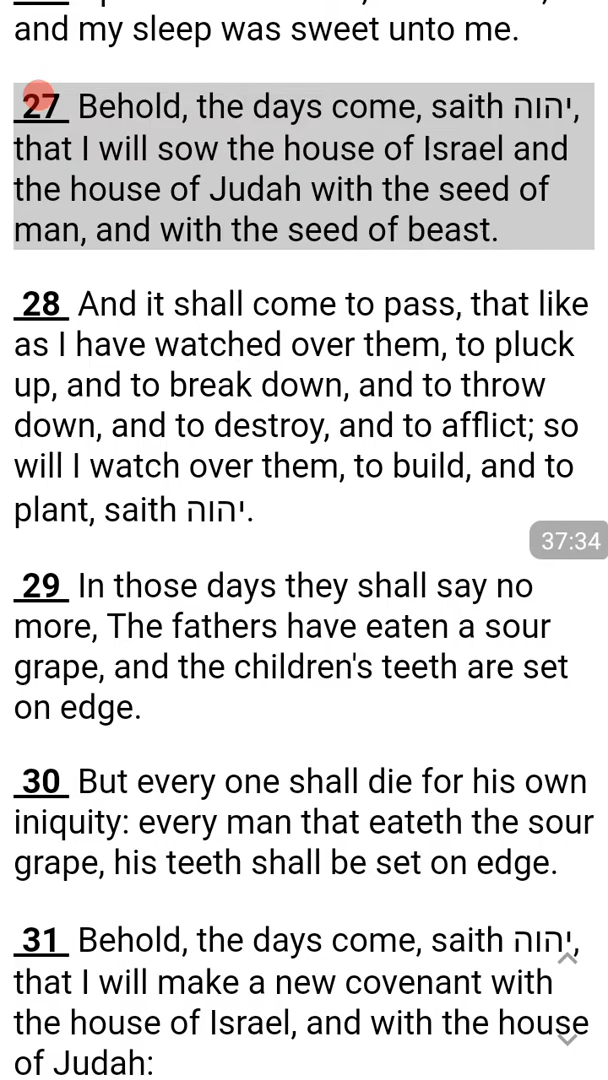 and my sleep was sweet unto me.
27 Behold, the days come, saith יהוה,
that I will sow the house of Israel and
the house of Judah with the seed of
man, and with the seed of beast.
28 And it shall come to pass, that like
as I have watched over them, to pluck
up, and to break down, and to throw
down, and to destroy, and to afflict; so
will I watch over them, to build, and to
plant, saith יהוה.
37:34
29 In those days they shall say no
more, The fathers have eaten a sour
grape, and the children's teeth are set
on edge.
30 But every one shall die for his own
iniquity: every man that eateth the sour
grape, his teeth shall be set on edge.
31 Behold, the days come, saith יהוה,
that I will make a new covenant with
the house of Israel, and with the house
of Judah: